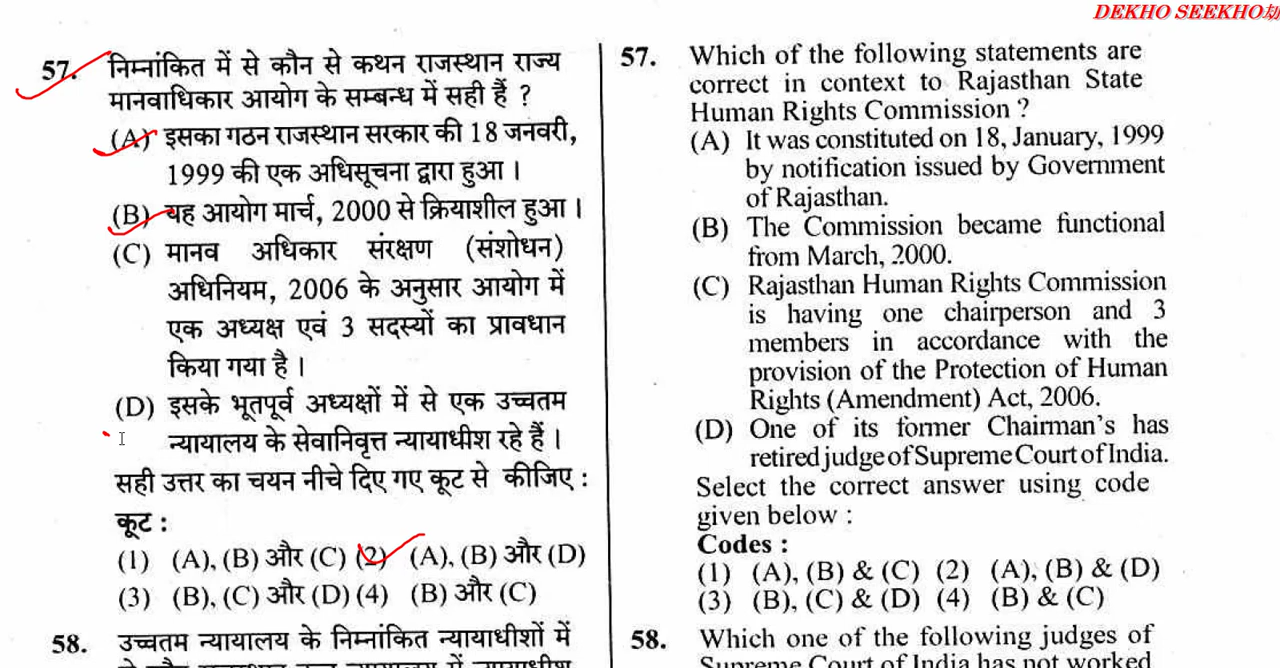 DEKHO SEEKHO
57. निम्नांकित में से कौन से कथन राजस्थान राज्य
मानवाधिकार आयोग के सम्बन्ध में सही हैं ?
(A) इसका गठन राजस्थान सरकार की 18 जनवरी,
1999 की एक अधिसूचना द्वारा हुआ ।
(B) यह आयोग मार्च, 2000 से क्रियाशील हुआ ।
(C) मानव अधिकार संरक्षण (संशोधन)
अधिनियम, 2006 के अनुसार आयोग में
एक अध्यक्ष एवं 3 सदस्यों का प्रावधान
किया गया है ।
(D) इसके भूतपूर्व अध्यक्षों में से एक उच्चतम
न्यायालय के सेवानिवृत्त न्यायाधीश रहे हैं ।
सही उत्तर का चयन नीचे दिए गए कूट से कीजिए :
कूट :
(1) (A), (B) और (C) (2) (A), (B) और (D)
(3) (B), (C) और (D) (4) (B) और (C)
58. उच्चतम न्यायालय के निम्नांकित न्यायाधीशों में
57. Which of the following statements are
correct in context to Rajasthan State
Human Rights Commission ?
(A) It was constituted on 18, January, 1999
by notification issued by Government
of Rajasthan.
(B) The Commission became functional
from March, 2000.
(C) Rajasthan Human Rights Commission
is having one chairperson and 3
members in accordance with the
provision of the Protection of Human
Rights (Amendment) Act, 2006.
(D) One of its former Chairman's has
retired judge of Supreme Court of India.
Select the correct answer using code
given below :
Codes :
(1) (A), (B) & (C) (2) (A), (B) & (D)
(3) (B), (C) & (D) (4) (B) & (C)
58. Which one of the following judges of
Supreme Court of India has not worked